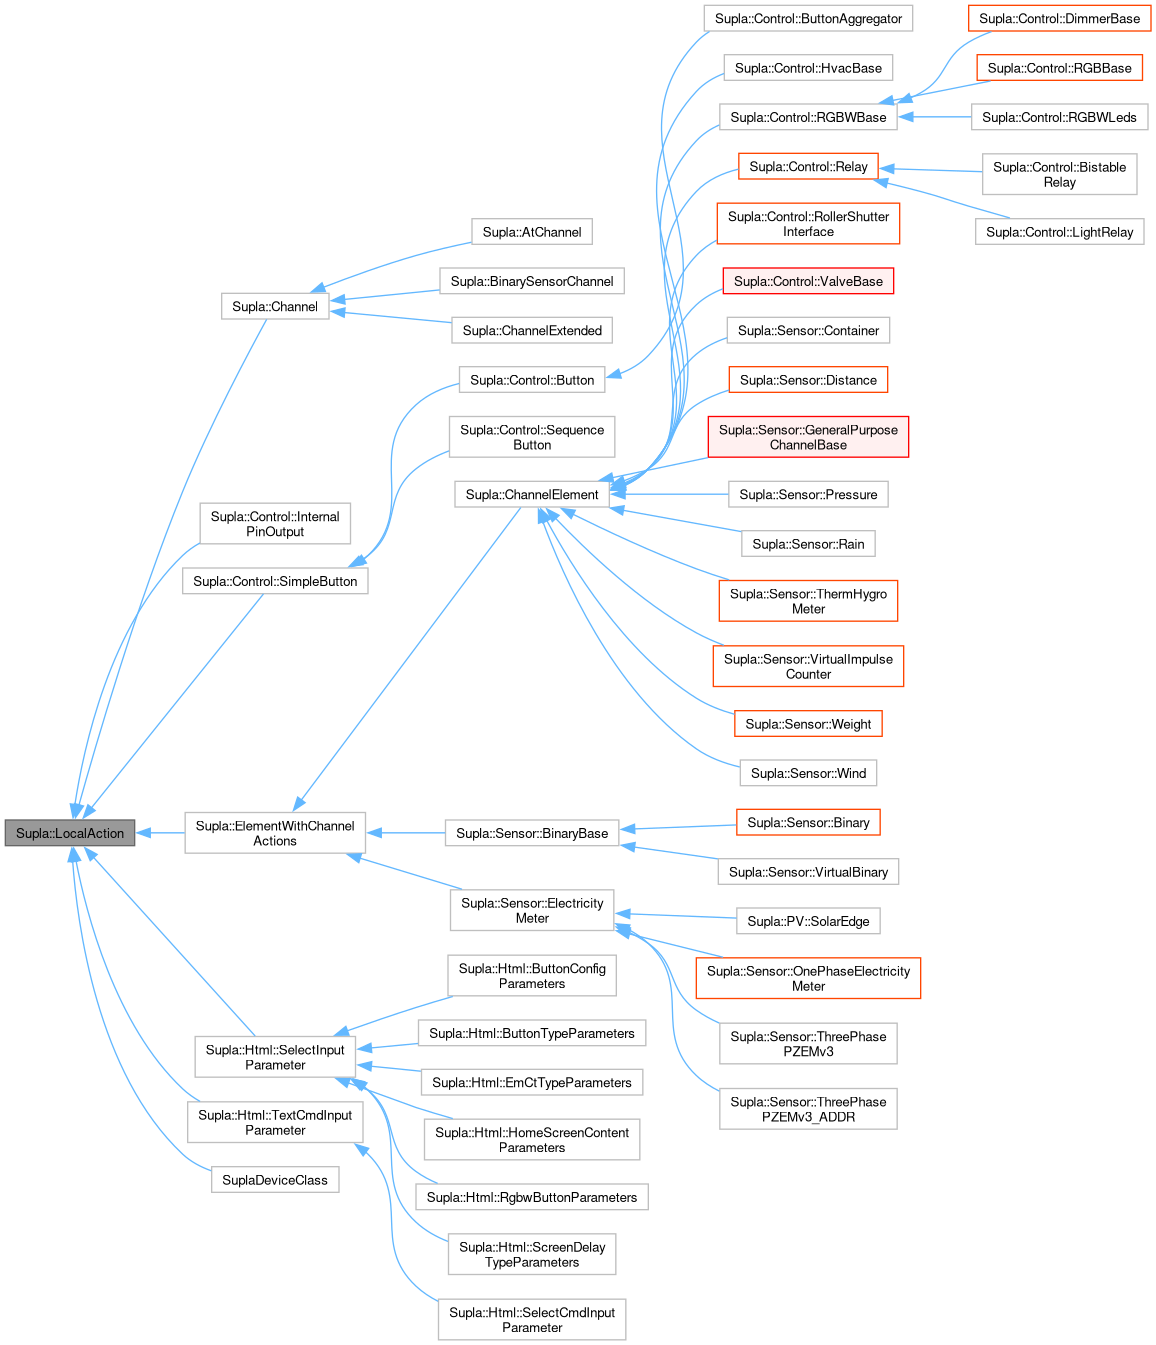 Supla::LocalAction
Supla::Channel
Supla::Control::Internal
PinOutput
Supla::Control::SimpleButton
Supla::ElementWithChannel
Actions
Supla::Html::SelectInput
Parameter
Supla::Html::TextCmdInput
Parameter
SuplaDeviceClass
Supla::AtChannel
Supla::BinarySensorChannel
Supla::ChannelExtended
Supla::Control::Button
Supla::Control::Sequence
Button
Supla::ChannelElement
Supla::Sensor::BinaryBase
Supla::Sensor::Electricity
Meter
Supla::Html::ButtonConfig
Parameters
Supla::Html::ButtonTypeParameters
Supla::Html::EmCtTypeParameters
Supla::Html::HomeScreenContent
Parameters
Supla::Html::RgbwButtonParameters
Supla::Html::ScreenDelay
TypeParameters
Supla::Html::SelectCmdInput
Parameter
Supla::Control::ButtonAggregator
Supla::Control::HvacBase
Supla::Control::RGBWBase
Supla::Control::Relay
Supla::Control::RollerShutter
Interface
Supla::Control::ValveBase
Supla::Sensor::Container
Supla::Sensor::Distance
Supla::Sensor::GeneralPurpose
ChannelBase
Supla::Sensor::Pressure
Supla::Sensor::Rain
Supla::Sensor::ThermHygro
Meter
Supla::Sensor::VirtualImpulse
Counter
Supla::Sensor::Weight
Supla::Sensor::Wind
Supla::Sensor::Binary
Supla::Sensor::VirtualBinary
Supla::PV::SolarEdge
Supla::Sensor::OnePhaseElectricity
Meter
Supla::Sensor::ThreePhase
PZEMv3
Supla::Sensor::ThreePhase
PZEMv3_ADDR
Supla::Control::DimmerBase
Supla::Control::RGBBase
Supla::Control::RGBWLeds
Supla::Control::Bistable
Relay
Supla::Control::LightRelay